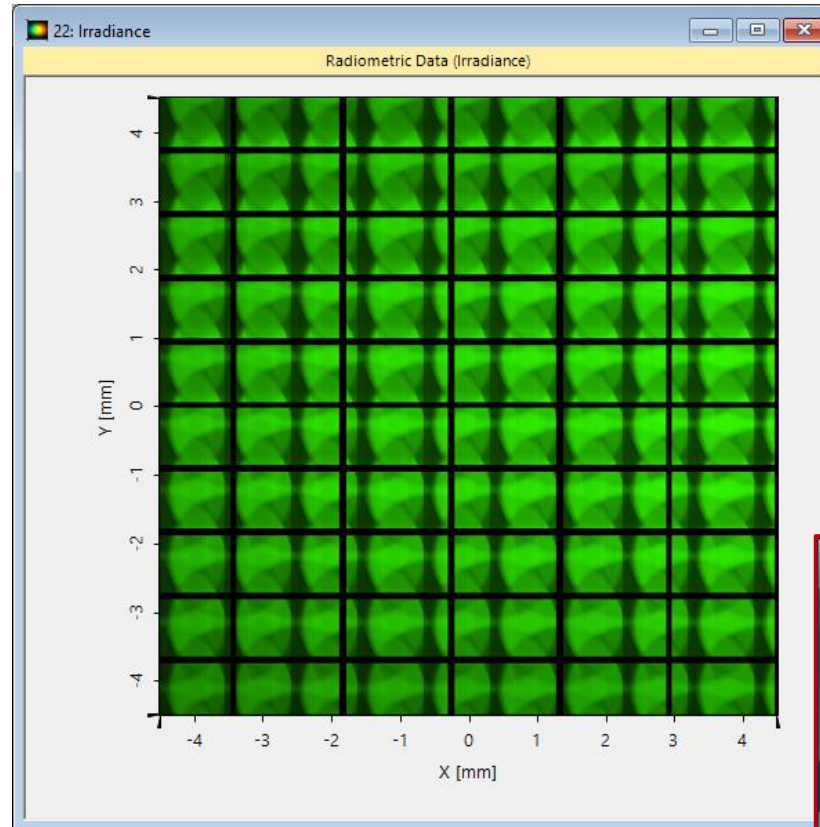 22: Irradiance
Radiometric Data (Irradiance)
4
3
2
1
0
-1
-2
-3
-4
Y [mm]
-4 -3 -2 -1 0 1 2 3 4
X [mm]